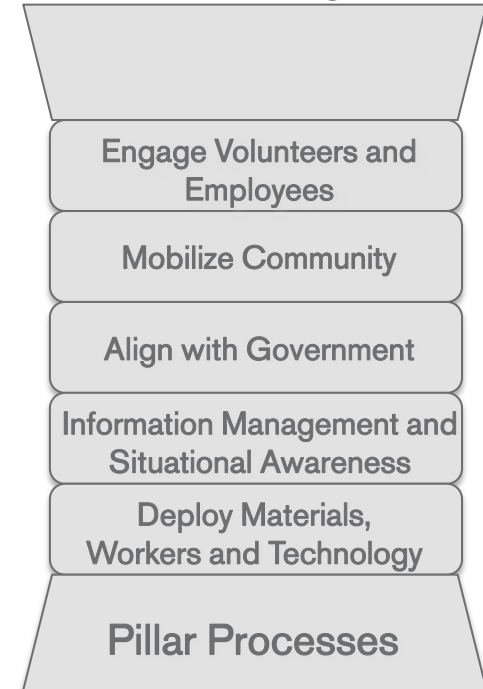 Engage Volunteers and
Employees
Mobilize Community
Align with Government
Information Management and
Situational Awareness
Deploy Materials,
Workers and Technology
Pillar Processes